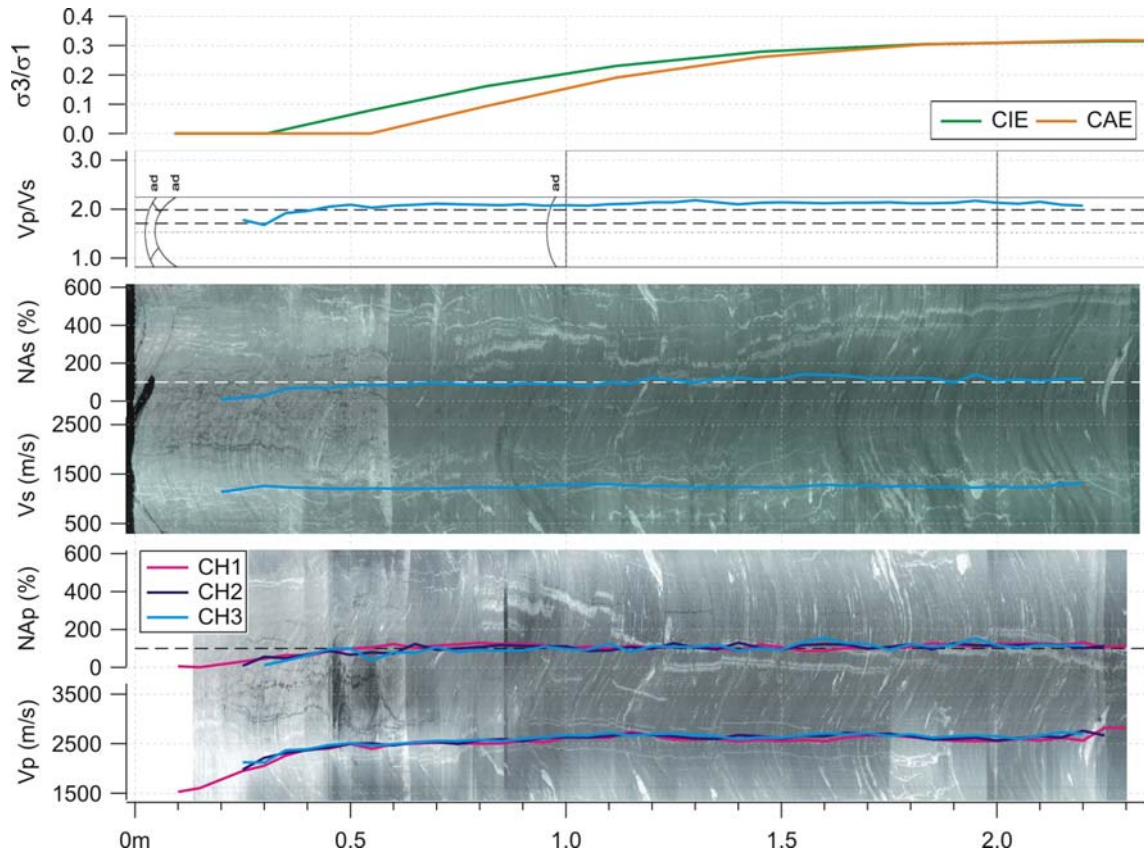 σ3/σ1
0.4
0.3
0.2
0.1
0.0
CIE CAE
Vp/Vs
3.0
2.0
1.0
ad ad ad
NAs (%)
600
400
200
0
Vs (m/s)
2500
1500
500
NAp (%)
600
400
200
0
CH1
CH2
CH3
Vp (m/s)
3500
2500
1500
0m 0.5 1.0 1.5 2.0